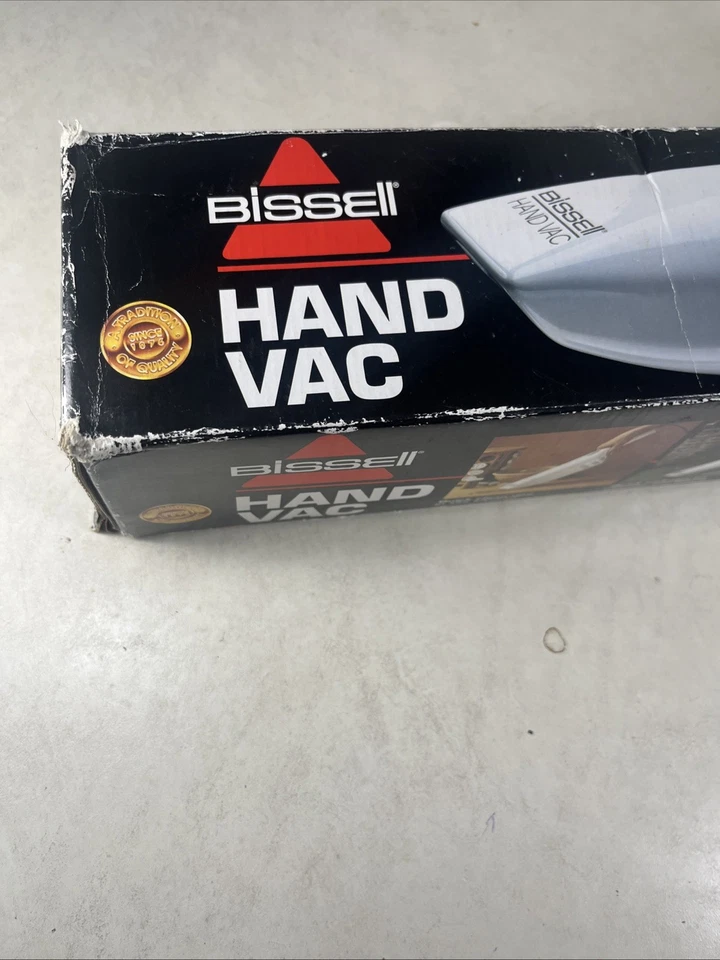 BISSELL®
HAND
VAC
A TRADITION
SINCE
1876
OF QUALITY
BISSELL®
HAND VAC
BISSELL
HAND
VAC